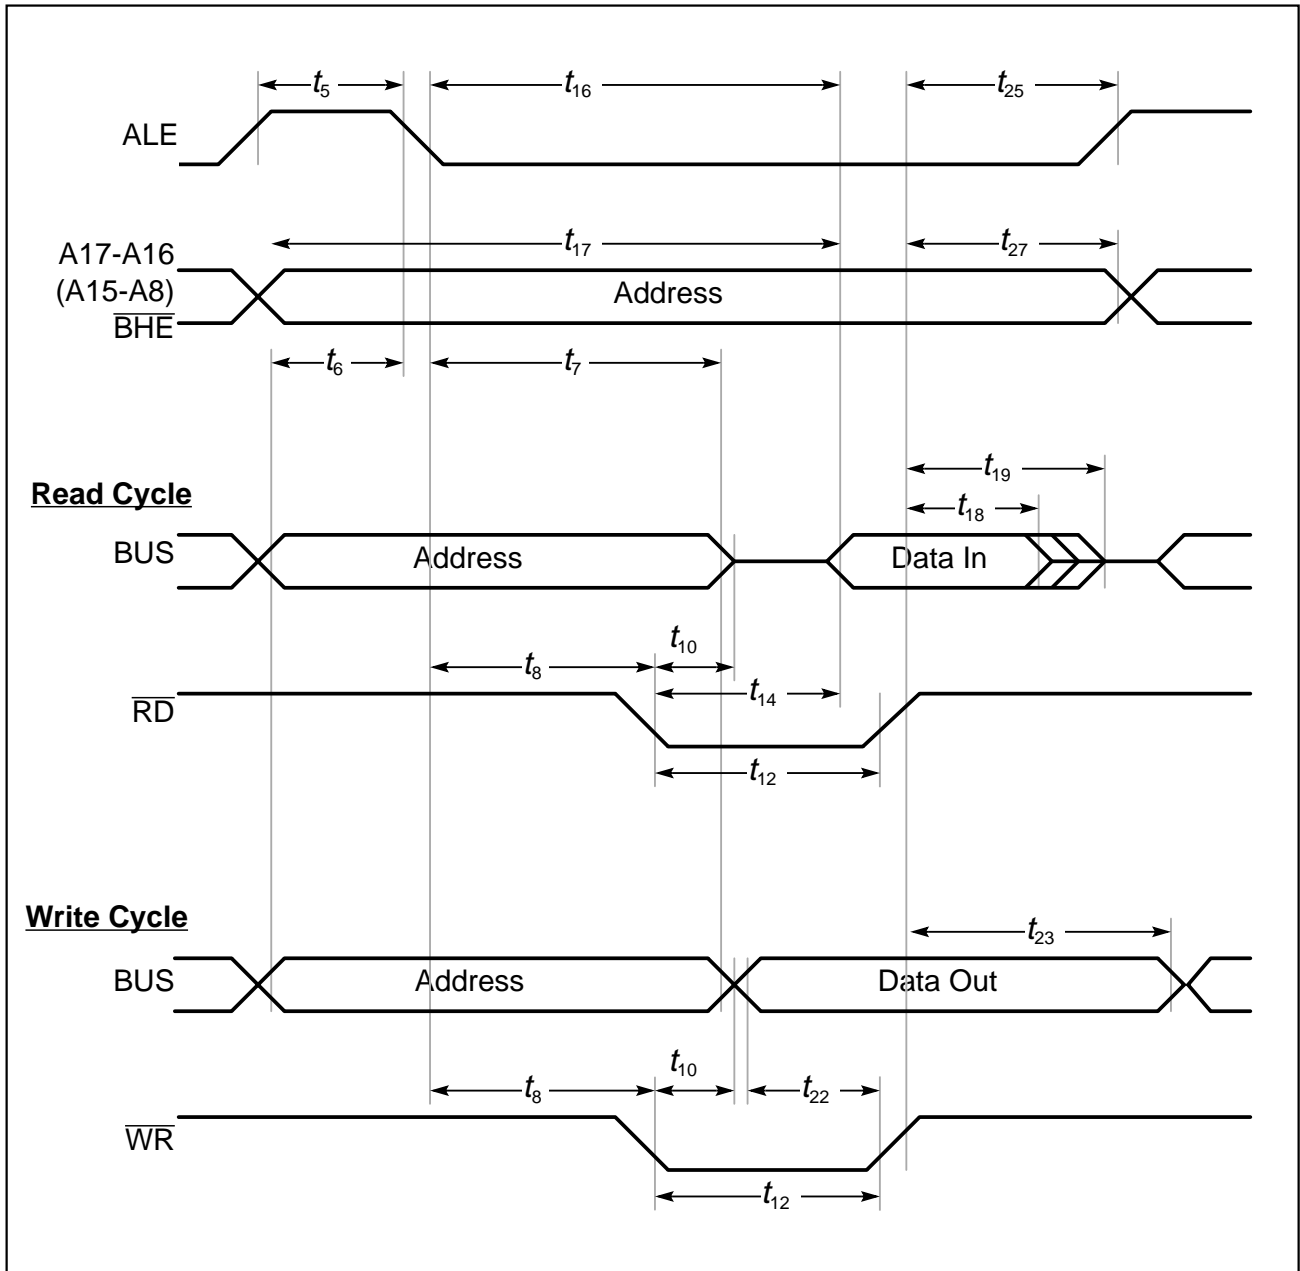 t5 t16 t25
ALE
A17-A16 t17 t27
(A15-A8) Address
BHE
t6 t7
t19
Read Cycle
t18
BUS Address Data In
t10
t8
t14
RD
t12
Write Cycle
t23
BUS Address Data Out
t10
t8 t22
WR
t12